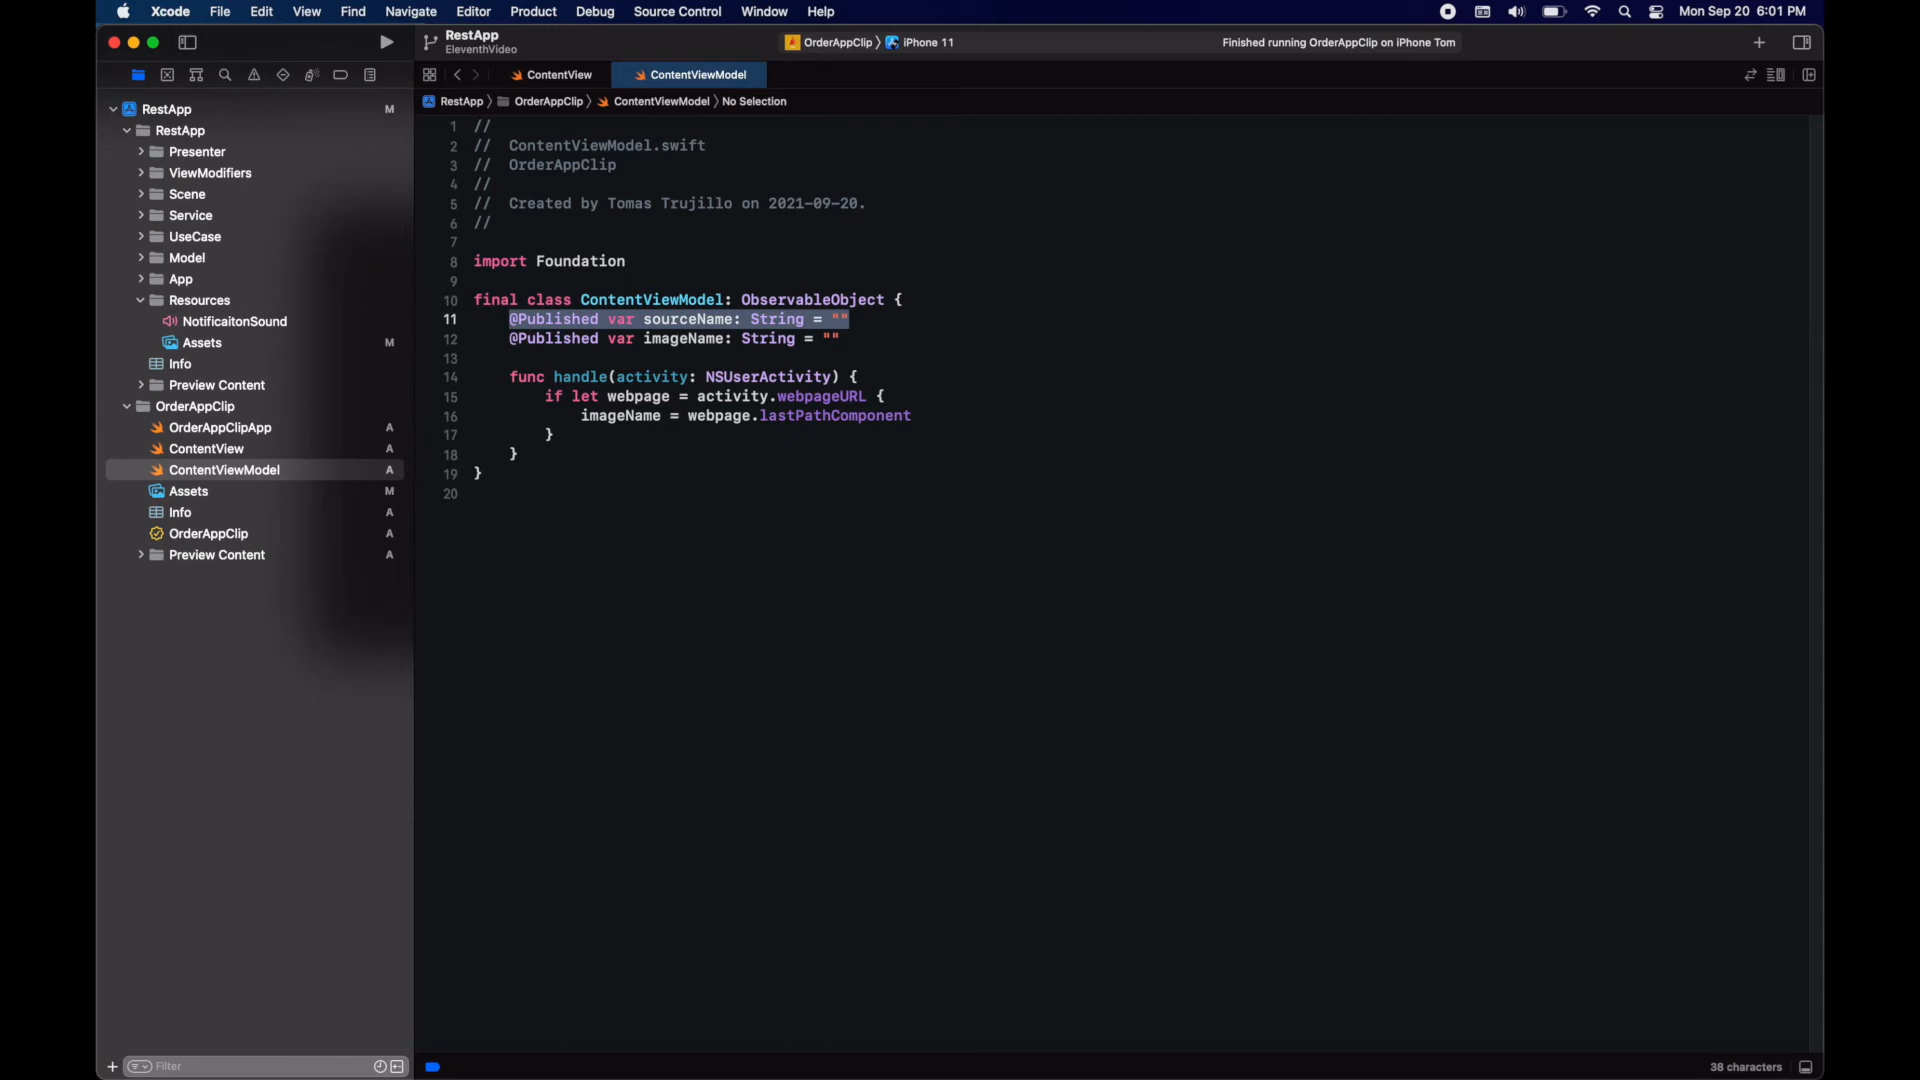 Xcode File Edit View Find Navigate Editor Product Debug Source Control Window Help Mon Sep 20 6:01 PM
RestApp
EleventhVideo
OrderAppClip 〉 iPhone 11
Finished running OrderAppClip on iPhone Tom
ContentView
ContentViewModel
RestApp 〉 OrderAppClip 〉 ContentViewModel 〉 No Selection
RestApp M
RestApp
Presenter
ViewModifiers
Scene
Service
UseCase
Model
App
Resources
NotificaitonSound
Assets M
Info
Preview Content
OrderAppClip
OrderAppClipApp A
ContentView A
ContentViewModel A
Assets M
Info A
OrderAppClip A
Preview Content A
Filter
1 //
2 // ContentViewModel.swift
3 // OrderAppClip
4 //
5 // Created by Tomas Trujillo on 2021-09-20.
6 //
7
8 import Foundation
9
10 final class ContentViewModel: ObservableObject {
11 @Published var sourceName: String = ""
12 @Published var imageName: String = ""
13
14 func handle(activity: NSUserActivity) {
15 if let webpage = activity.webpageURL {
16 imageName = webpage.lastPathComponent
17 }
18 }
19 }
20
38 characters